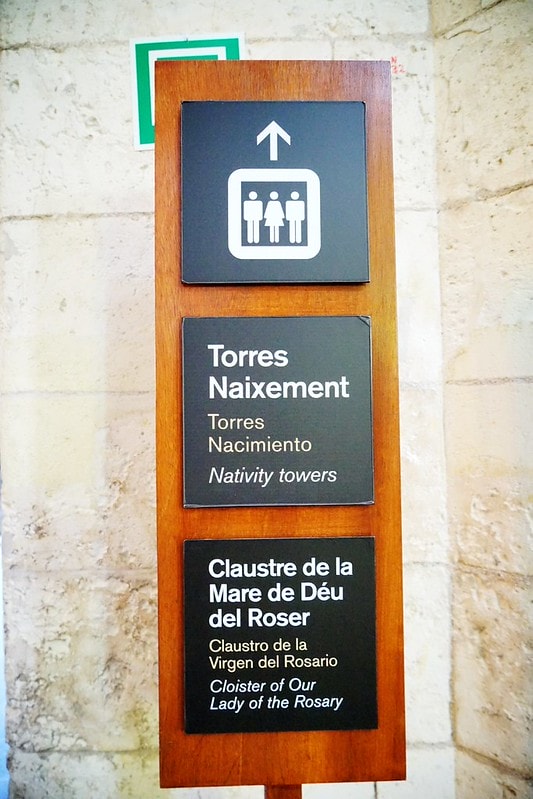 Torres
Naixement
Torres
Nacimiento
Nativity towers
Claustre de la
Mare de Déu
del Roser
Claustro de la
Virgen del Rosario
Cloister of Our
Lady of the Rosary